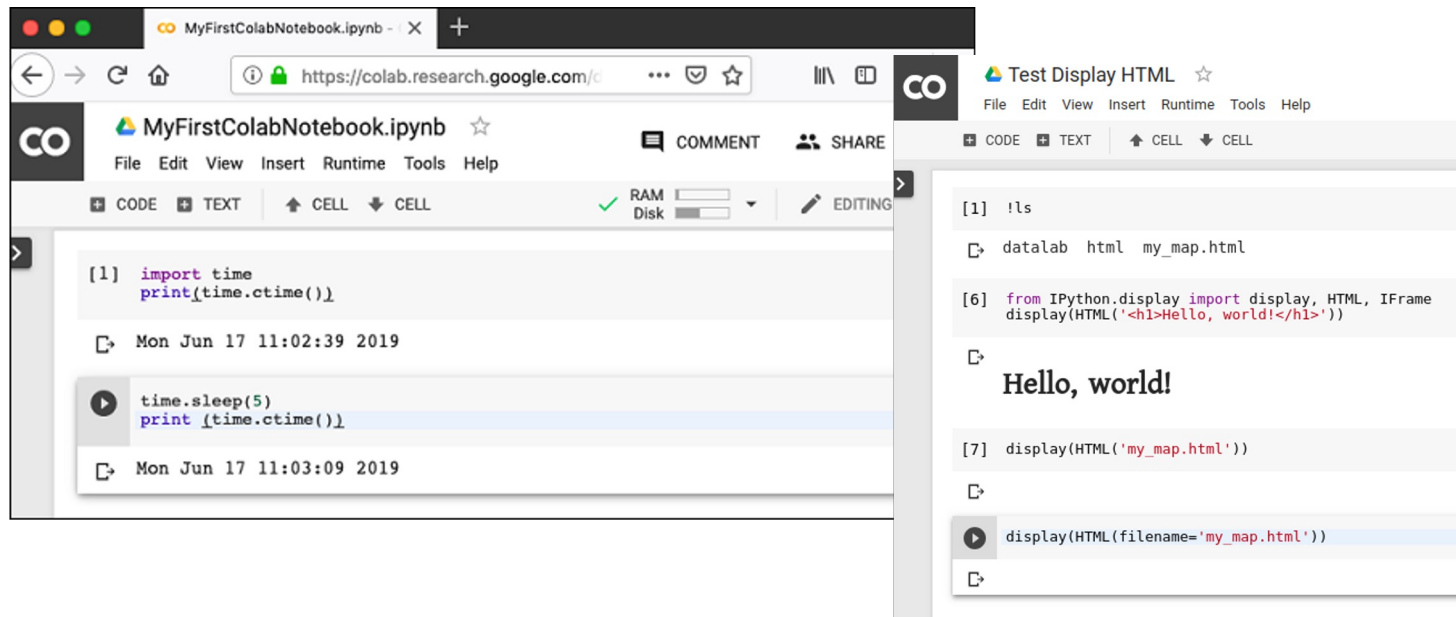 MyFirstColabNotebook.ipynb -
https://colab.research.google.com/
CO
MyFirstColabNotebook.ipynb
COMMENT
SHARE
File Edit View Insert Runtime Tools Help
CODE TEXT CELL CELL
RAM
Disk
EDITING
[1] import time
print(time.ctime())
Mon Jun 17 11:02:39 2019
time.sleep(5)
print (time.ctime())
Mon Jun 17 11:03:09 2019
CO
Test Display HTML
File Edit View Insert Runtime Tools Help
CODE TEXT CELL CELL
[1] !ls
datalab html my_map.html
[6] from IPython.display import display, HTML, IFrame
display(HTML('<h1>Hello, world!</h1>'))
Hello, world!
[7] display(HTML('my_map.html'))
display(HTML(filename='my_map.html'))